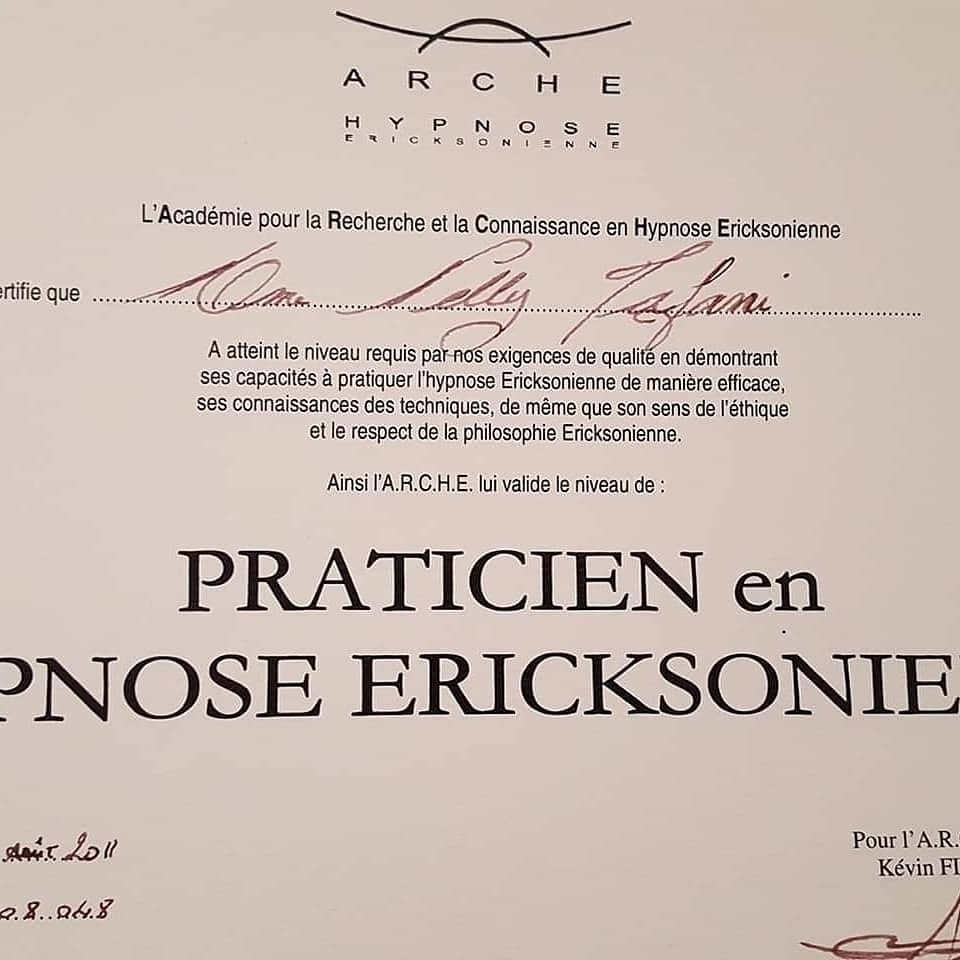 ARCHE
HYPNOSE
ERICKSONIENNE
L'Académie pour la Recherche et la Connaissance en Hypnose Ericksonienne
ertifie que Mme Lilly Tafani
A atteint le niveau requis par nos exigences de qualité en démontrant
ses capacités à pratiquer l'hypnose Ericksonienne de manière efficace,
ses connaissances des techniques, de même que son sens de l'éthique
et le respect de la philosophie Ericksonienne.
Ainsi l'A.R.C.H.E. lui valide le niveau de :
PRATICIEN en
PNOSE ERICKSONIE
Août 2011
Pour l'A.R.
Kévin FI